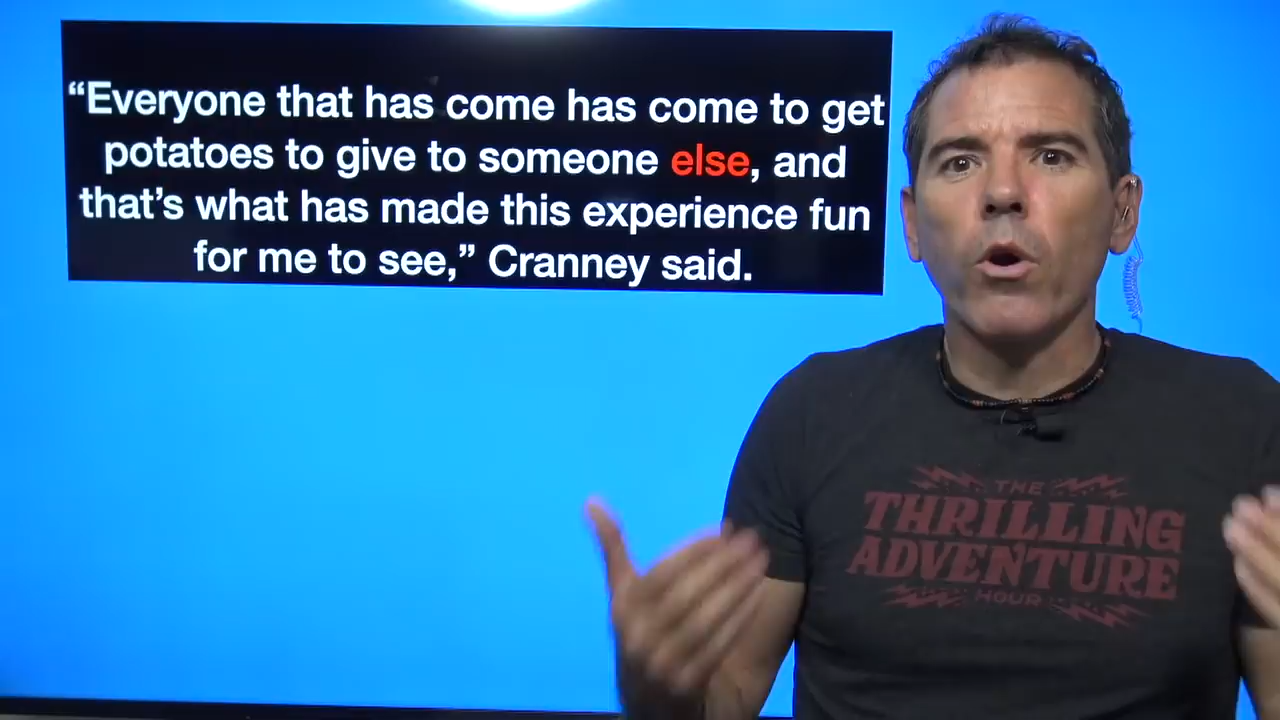 “Everyone that has come has come to get
potatoes to give to someone else, and
that’s what has made this experience fun
for me to see,” Cranney said.
THE
THRILLING
ADVENTURE
HOUR